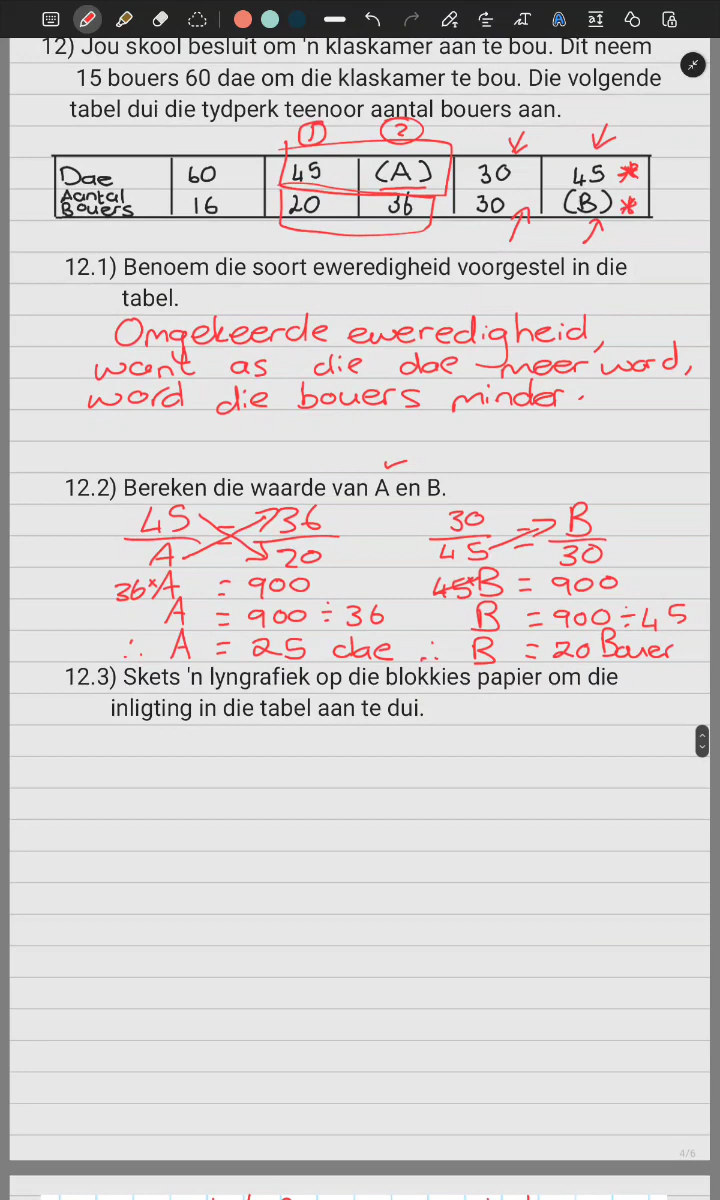 12) Jou skool besluit om 'n klaskamer aan te bou. Dit neem
15 bouers 60 dae om die klaskamer te bou. Die volgende
tabel dui die tydperk teenoor aantal bouers aan.
1 2
Dae 60 45 (A) 30 45 *
Aantal Bouers 16 20 36 30 (B) *
12.1) Benoem die soort eweredigheid voorgestel in die
tabel.
Omgekeerde eweredigheid,
want as die dae meer word,
word die bouers minder.
12.2) Bereken die waarde van A en B.
45/A = 36/20 30/45 = B/30
36×A = 900 45×B = 900
A = 900 ÷ 36 B = 900 ÷ 45
∴ A = 25 dae ∴ B = 20 Bouer
12.3) Skets 'n lyngrafiek op die blokkies papier om die
inligting in die tabel aan te dui.
4/6